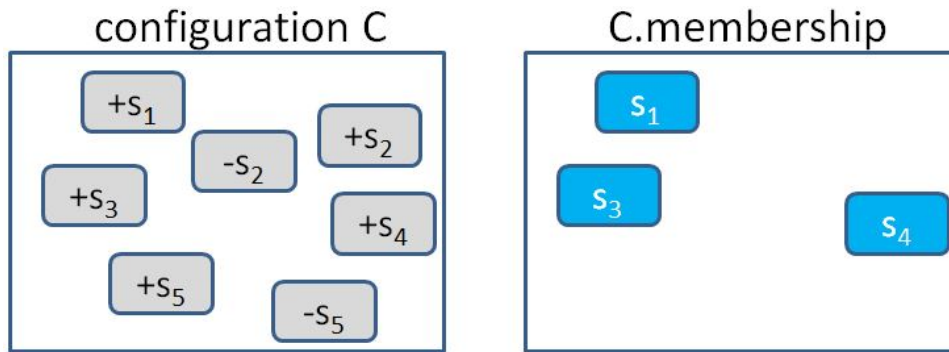 configuration C
C.membership
+s₁
+s₂
-s₂
+s₃
+s₄
+s₅
-s₅
s₁
s₃
s₄